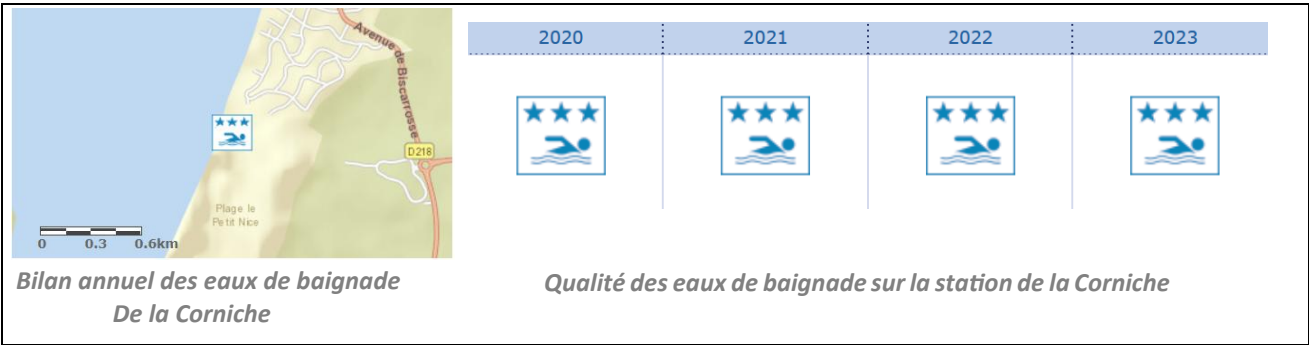 Avenue de Biscarrosse
D218
Plage le
Petit Nice
0 0.3 0.6km
Bilan annuel des eaux de baignade
De la Corniche
2020 2021 2022 2023
Qualité des eaux de baignade sur la station de la Corniche